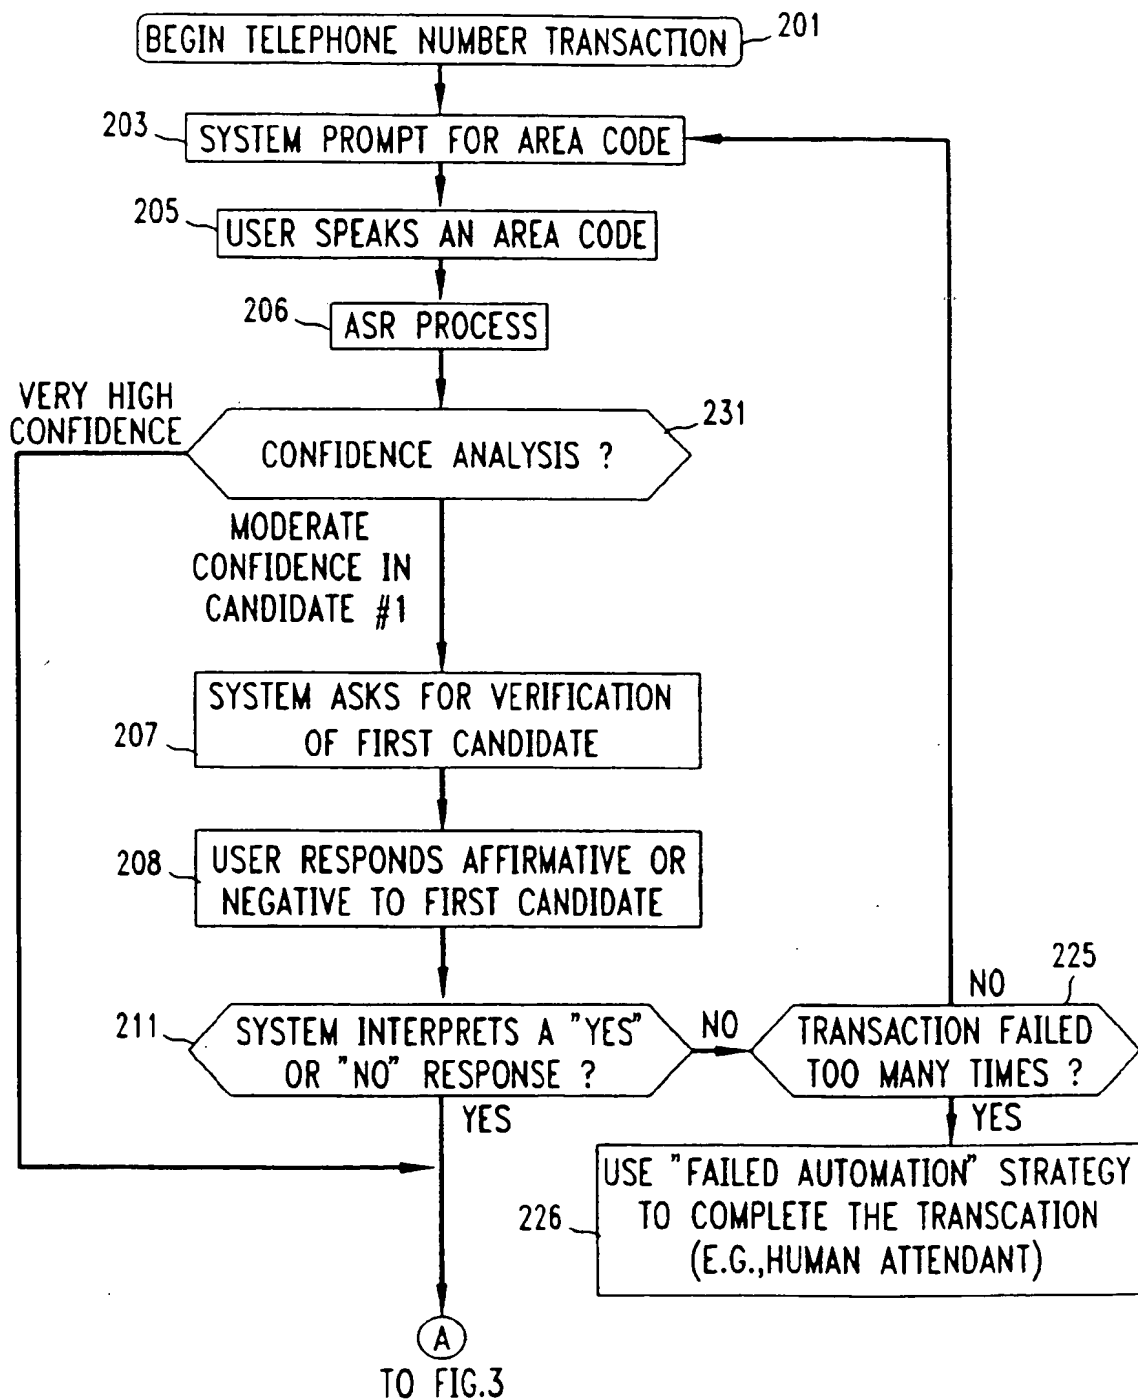 BEGIN TELEPHONE NUMBER TRANSACTION
201
203
SYSTEM PROMPT FOR AREA CODE
205
USER SPEAKS AN AREA CODE
206
ASR PROCESS
VERY HIGH
CONFIDENCE
231
CONFIDENCE ANALYSIS ?
MODERATE
CONFIDENCE IN
CANDIDATE #1
207
SYSTEM ASKS FOR VERIFICATION
OF FIRST CANDIDATE
208
USER RESPONDS AFFIRMATIVE OR
NEGATIVE TO FIRST CANDIDATE
211
SYSTEM INTERPRETS A "YES"
OR "NO" RESPONSE ?
NO
YES
NO
225
TRANSACTION FAILED
TOO MANY TIMES ?
YES
226
USE "FAILED AUTOMATION" STRATEGY
TO COMPLETE THE TRANSCATION
(E.G.,HUMAN ATTENDANT)
A
TO FIG.3